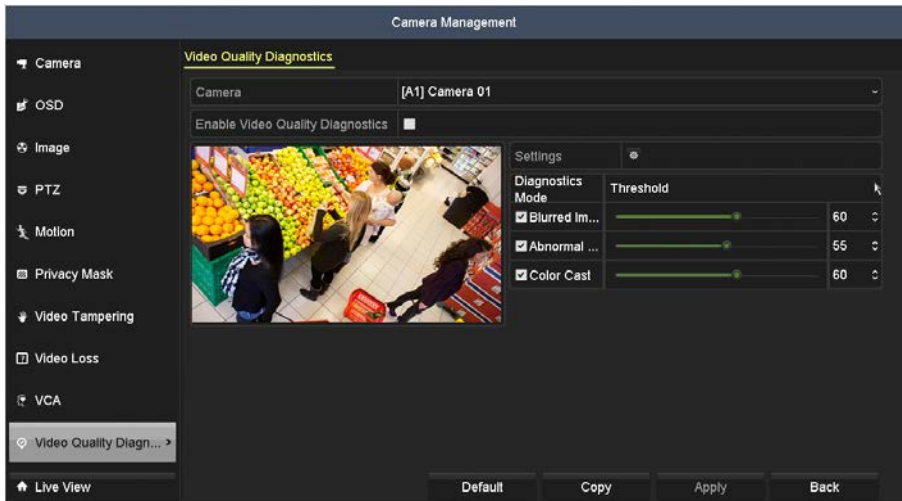 Camera Management
Camera
OSD
Image
PTZ
Motion
Privacy Mask
Video Tampering
Video Loss
VCA
Video Quality Diagn... >
Live View
Video Quality Diagnostics
Camera [A1] Camera 01
Enable Video Quality Diagnostics
Settings
Diagnostics Mode Threshold
Blurred Im... 60
Abnormal ... 55
Color Cast 60
Default Copy Apply Back